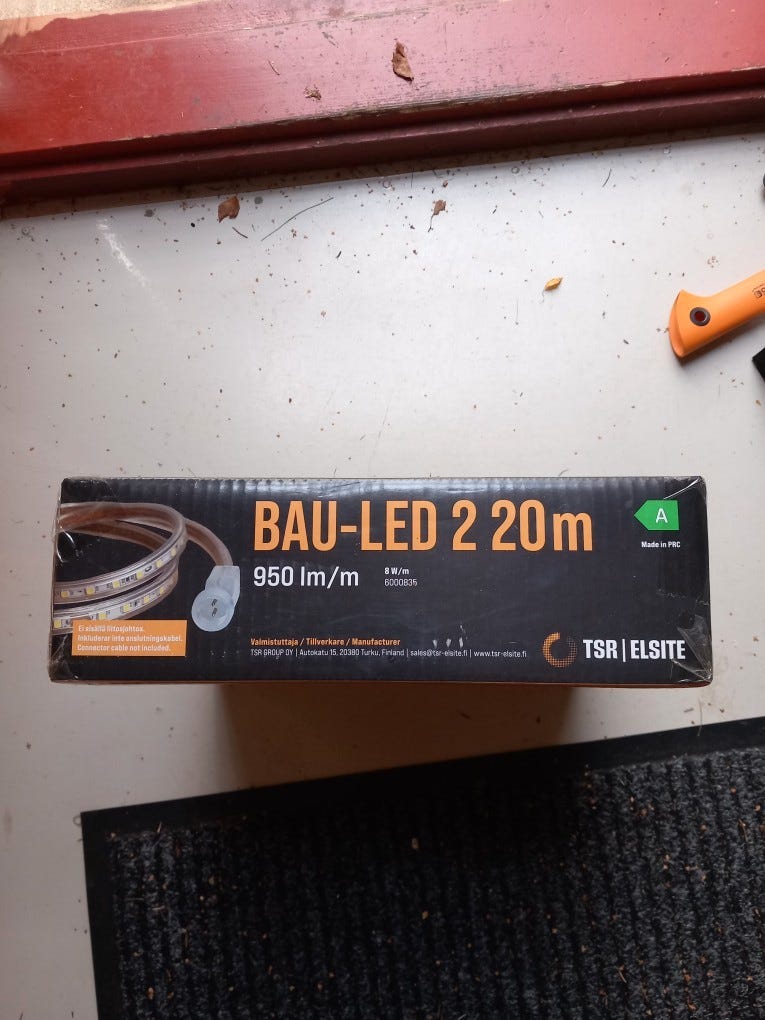 BAU-LED 2 20m
A
Made in PRC
950 lm/m
8 W/m
6000835
Ei sisällä liitosjohtoa.
Inkluderar inte anslutningskabel.
Connector cable not included.
Valmistuttaja / Tillverkare / Manufacturer
TSR GROUP OY | Autokatu 15, 20380 Turku, Finland | sales@tsr-elsite.fi | www.tsr-elsite.fi
TSR | ELSITE